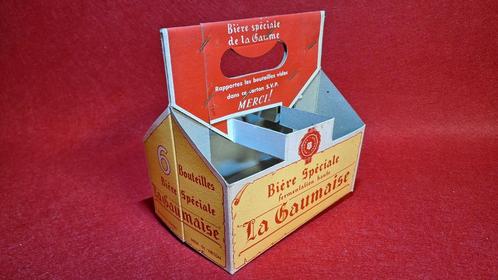 Bière spéciale
de la Gaume
Rapportez les bouteilles vides
dans ce carton S.V.P.
MERCI!
6
Bouteilles
Bière Spéciale
La Gaumaise
Bière Spéciale
fermentation haute
La Gaumaise